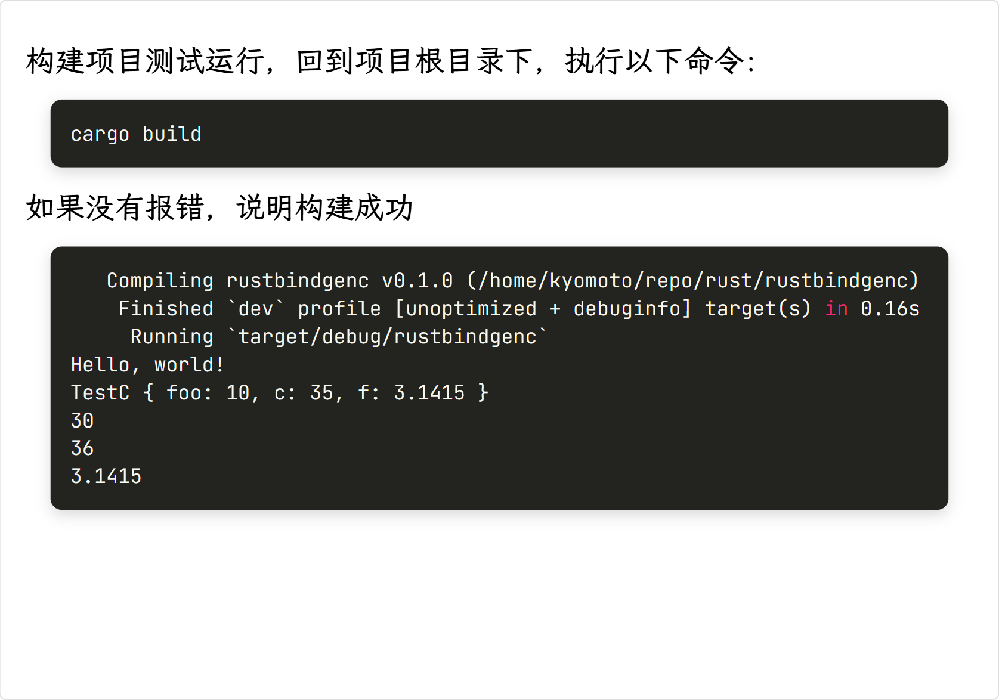 构建项目测试运行，回到项目根目录下，执行以下命令：
cargo build
如果没有报错，说明构建成功
   Compiling rustbindgenc v0.1.0 (/home/kyomoto/repo/rust/rustbindgenc)
    Finished `dev` profile [unoptimized + debuginfo] target(s) in 0.16s
     Running `target/debug/rustbindgenc`
Hello, world!
TestC { foo: 10, c: 35, f: 3.1415 }
30
36
3.1415